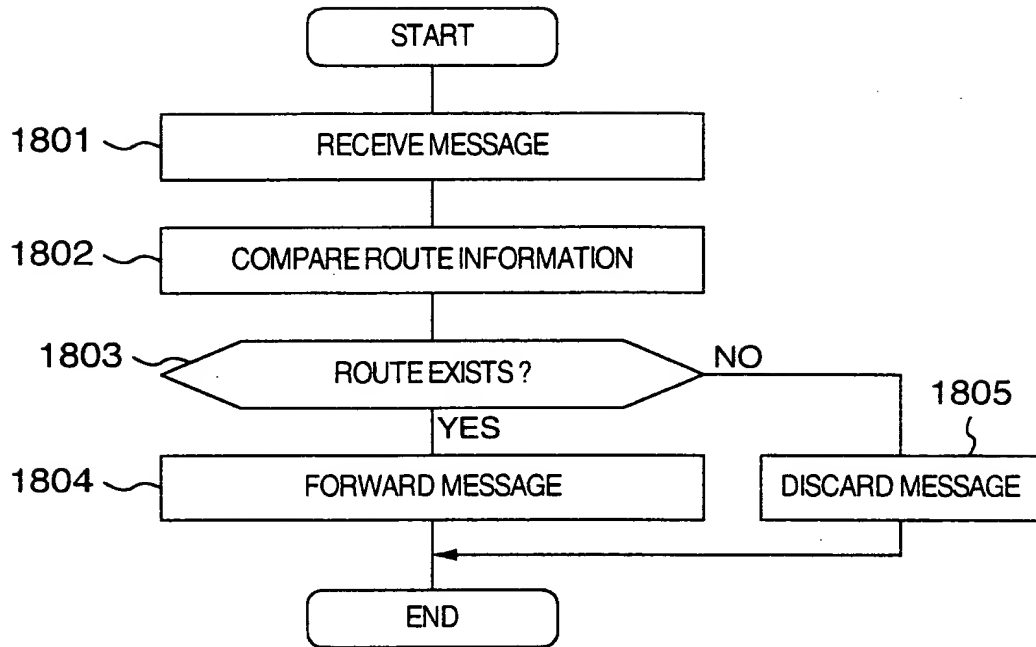 START
1801
RECEIVE MESSAGE
1802
COMPARE ROUTE INFORMATION
1803
ROUTE EXISTS ?
NO
YES
1805
1804
FORWARD MESSAGE
DISCARD MESSAGE
END